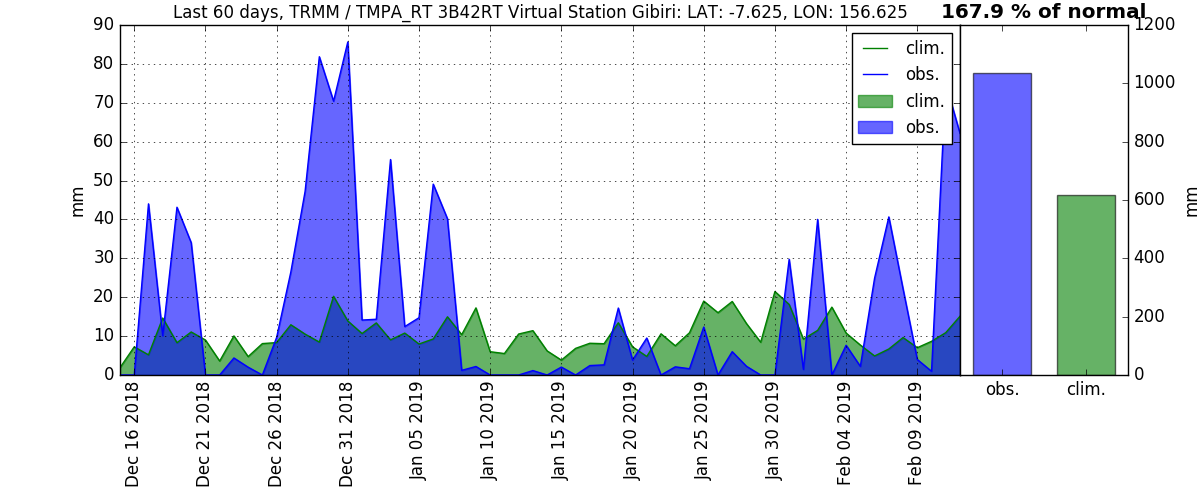 Last 60 days, TRMM / TMPA_RT 3B42RT Virtual Station Gibiri: LAT: -7.625, LON: 156.625
167.9 % of normal
90
80
70
60
50
40
30
20
10
0
mm
clim.
obs.
clim.
obs.
1200
1000
800
600
400
200
0
mm
Dec 16 2018
Dec 21 2018
Dec 26 2018
Dec 31 2018
Jan 05 2019
Jan 10 2019
Jan 15 2019
Jan 20 2019
Jan 25 2019
Jan 30 2019
Feb 04 2019
Feb 09 2019
obs.
clim.